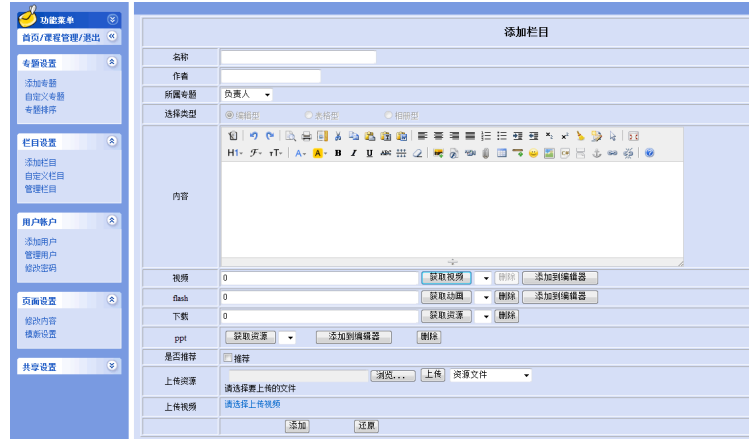 功能菜单
首页/课程管理/退出
专题设置
添加专题
自定义专题
专题排序
栏目设置
添加栏目
自定义栏目
管理栏目
用户帐户
添加用户
管理用户
修改密码
页面设置
修改内容
模版设置
共享设置
添加栏目
名称
作者
所属专题 负责人
选择类型 编辑型 表格型 相册型
内容
H1 F T A A B I U ABC
视频 0 获取视频 删除 添加到编辑器
flash 0 获取动画 删除 添加到编辑器
下载 0 获取资源 删除
ppt 获取资源 添加到编辑器 删除
是否推荐 推荐
上传资源 浏览... 上传 资源文件
请选择要上传的文件
上传视频 请选择上传视频
添加 还原